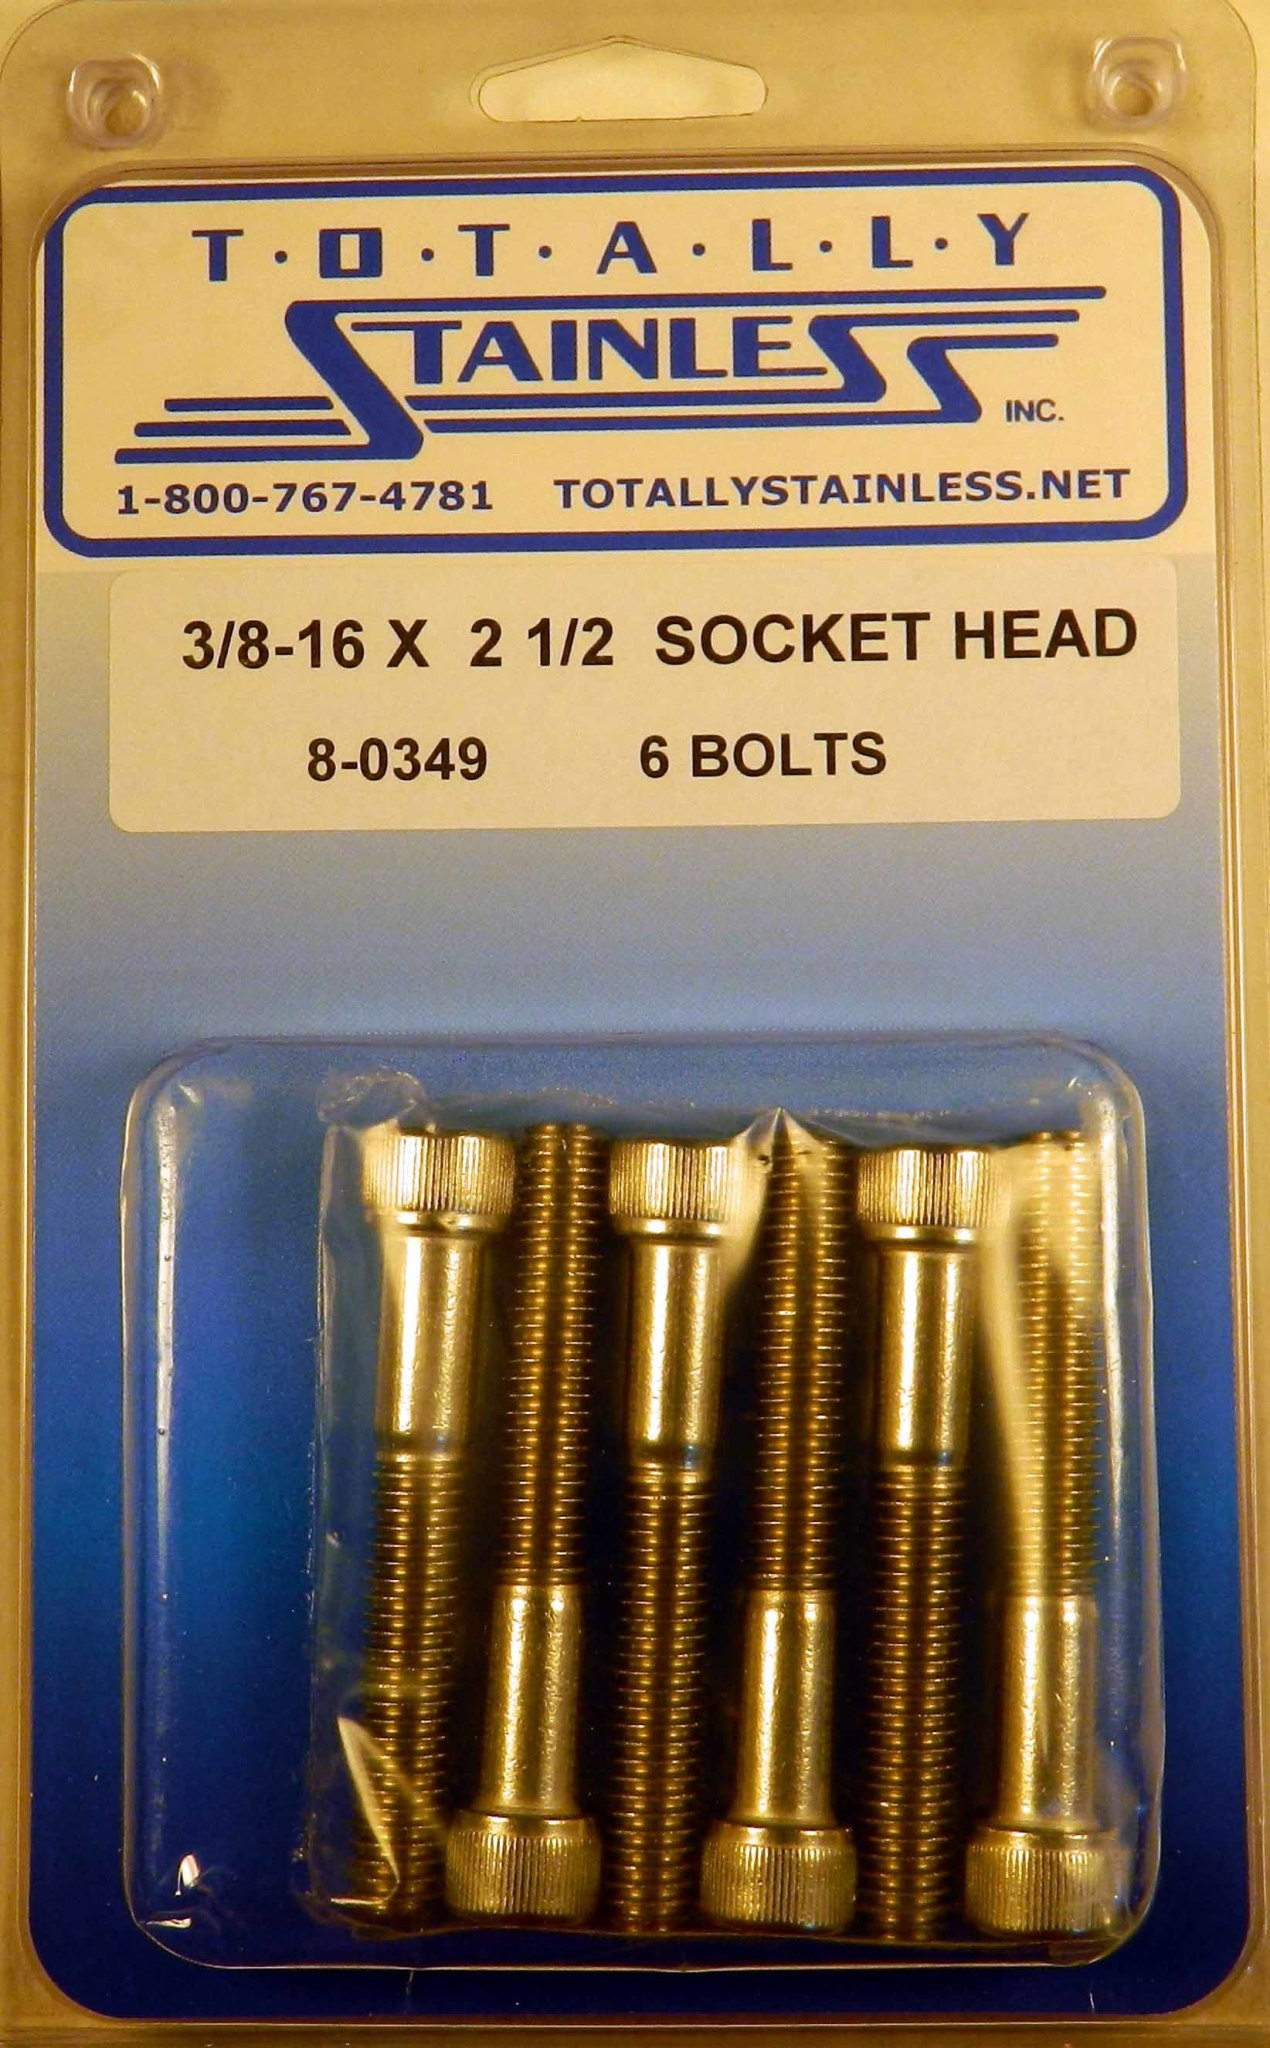 T·O·T·A·L·L·Y
STAINLESS
INC.
1-800-767-4781 TOTALLYSTAINLESS.NET
3/8-16 X 2 1/2 SOCKET HEAD
8-0349 6 BOLTS